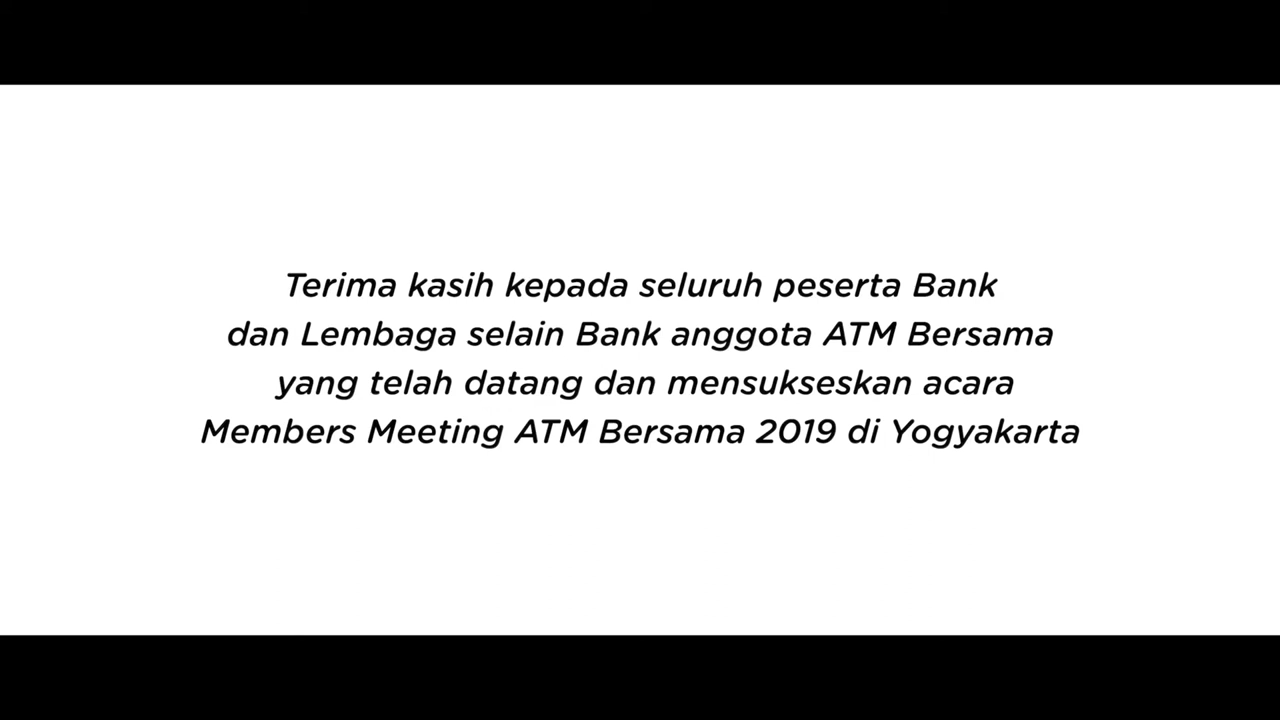 Terima kasih kepada seluruh peserta Bank
dan Lembaga selain Bank anggota ATM Bersama
yang telah datang dan mensukseskan acara
Members Meeting ATM Bersama 2019 di Yogyakarta